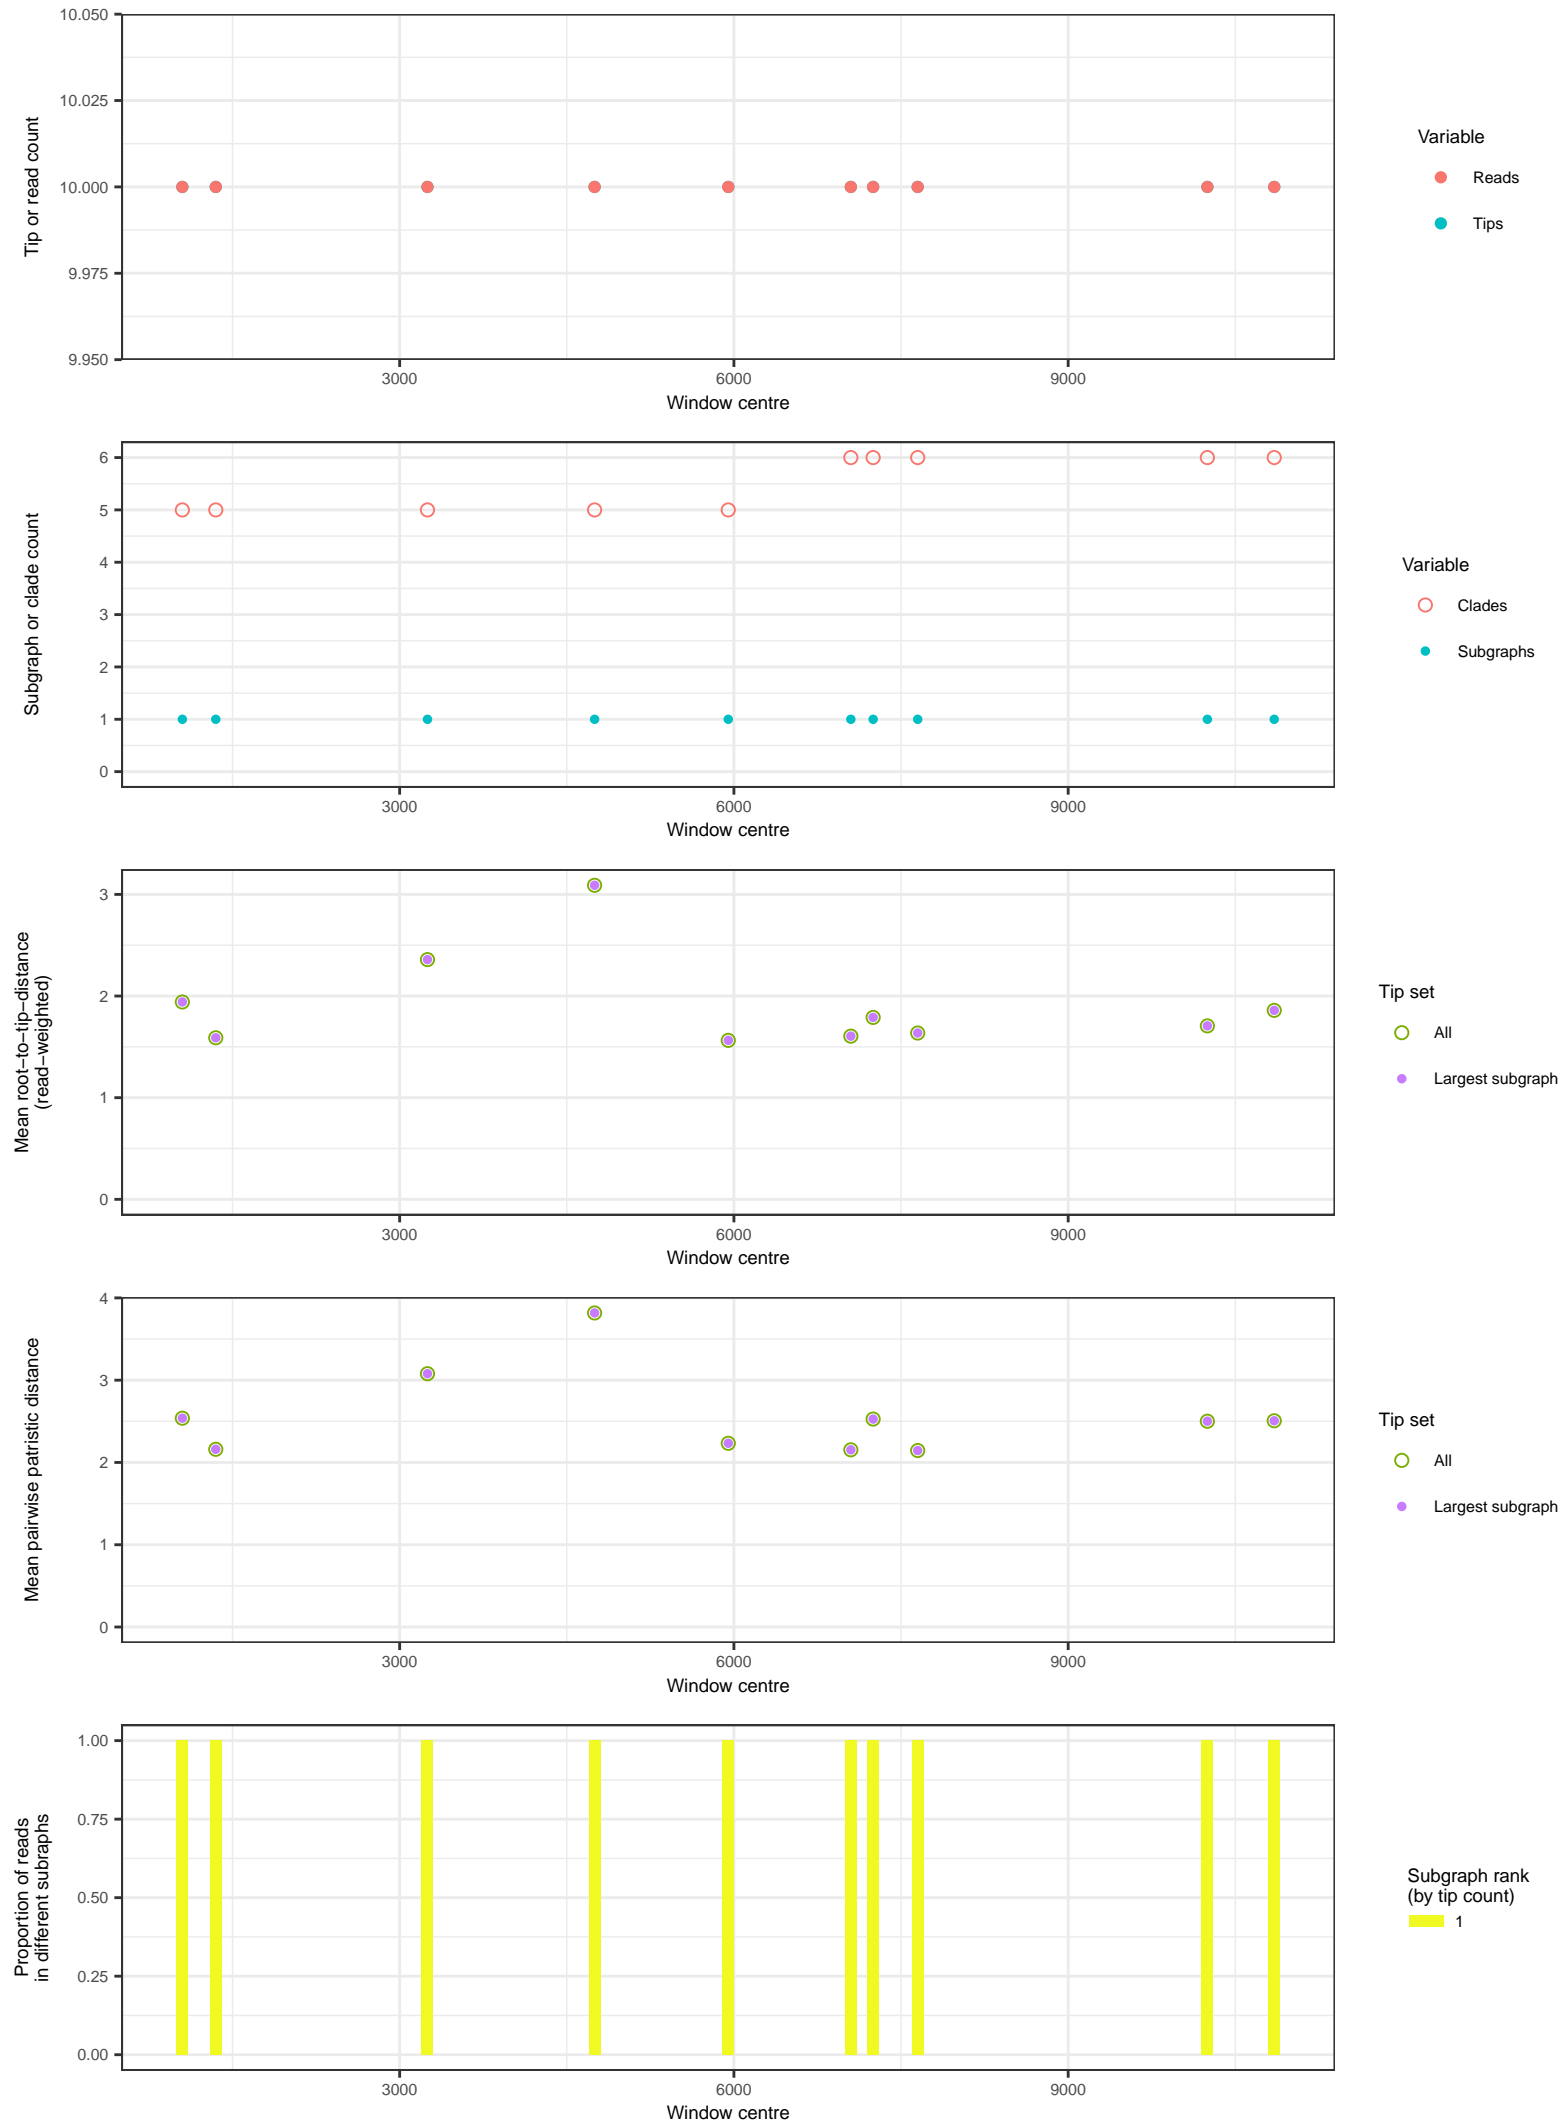 10.050
10.025
10.000
9.975
9.950
Tip or read count
3000
6000
9000
Window centre
Variable
Reads
Tips
6
5
4
3
2
1
0
Subgraph or clade count
3000
6000
9000
Window centre
Variable
Clades
Subgraphs
3
2
1
0
Mean root−to−tip−distance
(read−weighted)
3000
6000
9000
Window centre
Tip set
All
Largest subgraph
4
3
2
1
0
Mean pairwise patristic distance
3000
6000
9000
Window centre
Tip set
All
Largest subgraph
1.00
0.75
0.50
0.25
0.00
Proportion of reads
in different subraphs
3000
6000
9000
Window centre
Subgraph rank
(by tip count)
1